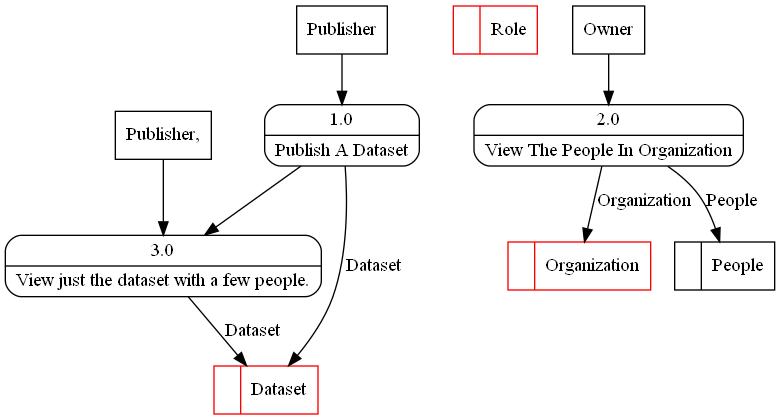 Publisher
Role
Owner
1.0
Publish A Dataset
2.0
View The People In Organization
Publisher,
Organization
People
3.0
View just the dataset with a few people.
Dataset
Organization
People
Dataset
Dataset